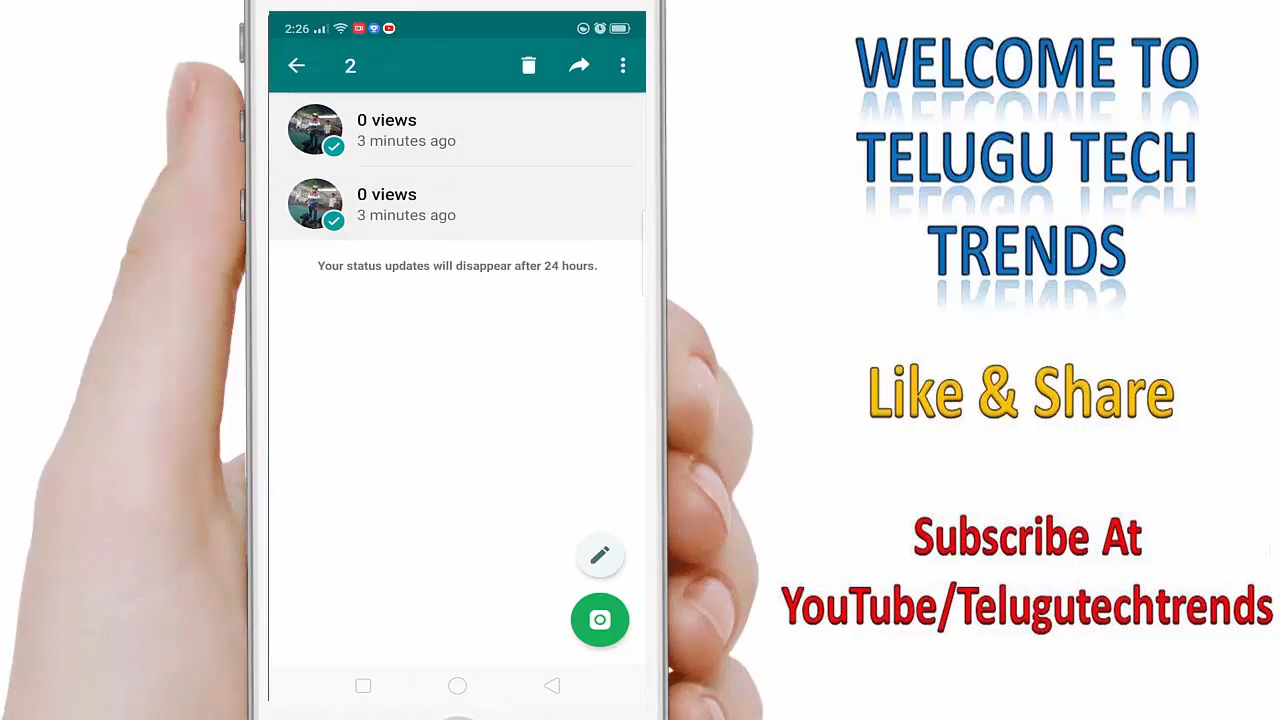 2:26
2
0 views
3 minutes ago
0 views
3 minutes ago
Your status updates will disappear after 24 hours.
WELCOME TO
TELUGU TECH
TRENDS
Like & Share
Subscribe At
YouTube/Telugutechtrends